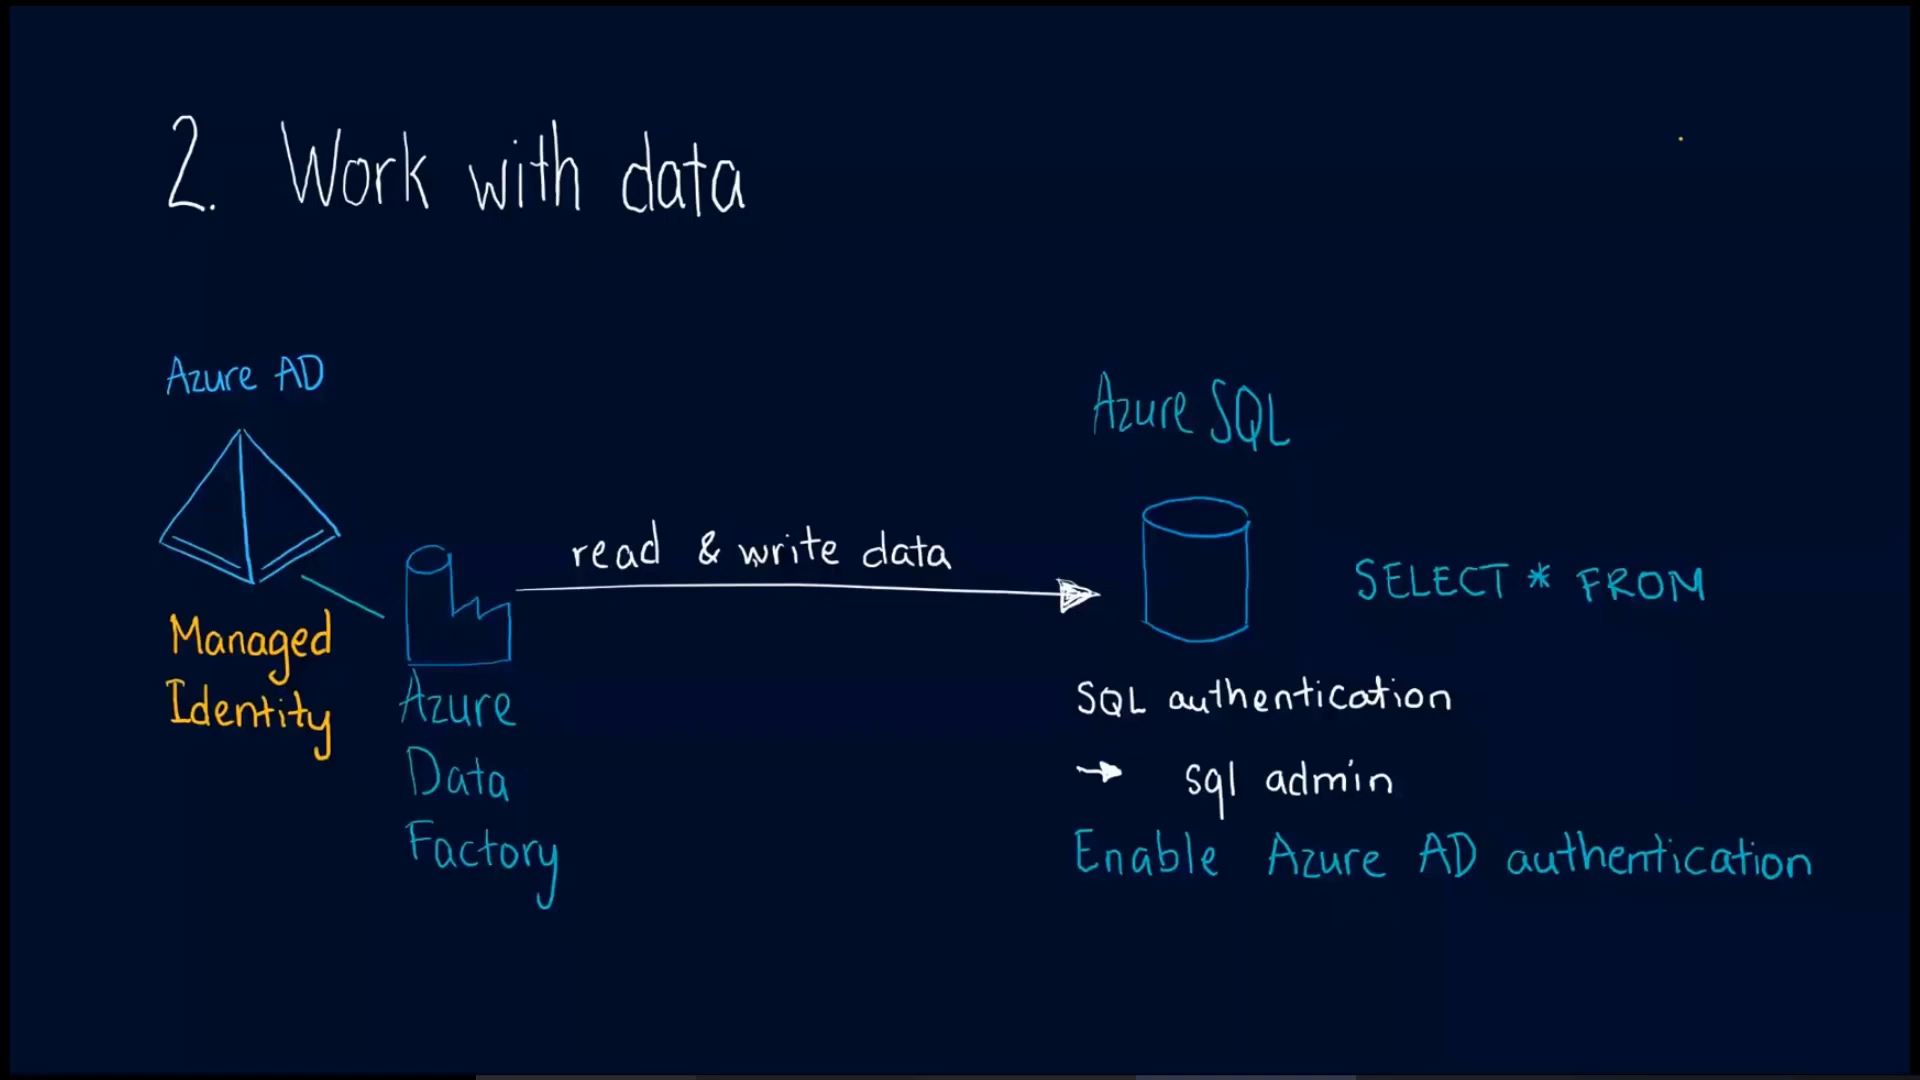 2. Work with data
Azure AD
Managed
Identity
Azure
Data
Factory
read & write data
Azure SQL
SELECT * FROM
SQL authentication
→ sql admin
Enable Azure AD authentication